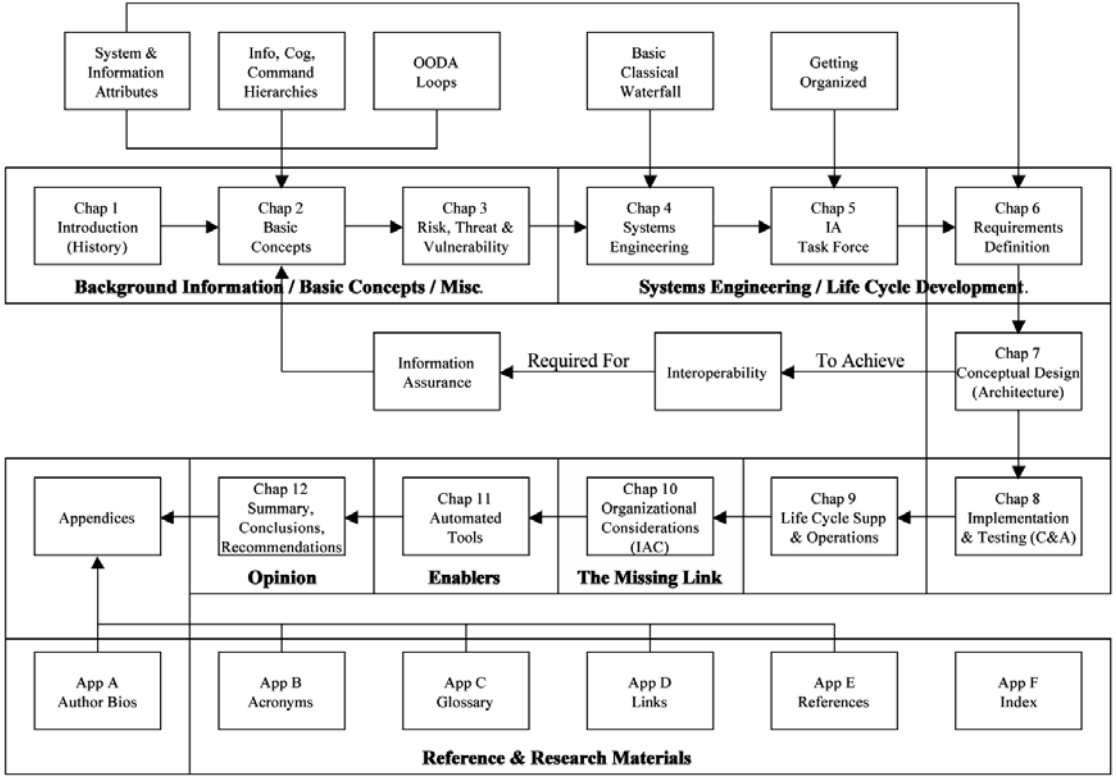 System &
Information
Attributes
Info, Cog,
Command
Hierarchies
OODA
Loops
Basic
Classical
Waterfall
Getting
Organized
Chap 1
Introduction
(History)
Chap 2
Basic
Concepts
Chap 3
Risk, Threat &
Vulnerability
Chap 4
Systems
Engineering
Chap 5
IA
Task Force
Chap 6
Requirements
Definition
Background Information / Basic Concepts / Misc.
Systems Engineering / Life Cycle Development.
Information
Assurance
Required For
Interoperability
To Achieve
Chap 7
Conceptual Design
(Architecture)
Appendices
Chap 12
Summary,
Conclusions,
Recommendations
Chap 11
Automated
Tools
Chap 10
Organizational
Considerations
(IAC)
Chap 9
Life Cycle Supp
& Operations
Chap 8
Implementation
& Testing (C&A)
Opinion
Enablers
The Missing Link
App A
Author Bios
App B
Acronyms
App C
Glossary
App D
Links
App E
References
App F
Index
Reference & Research Materials